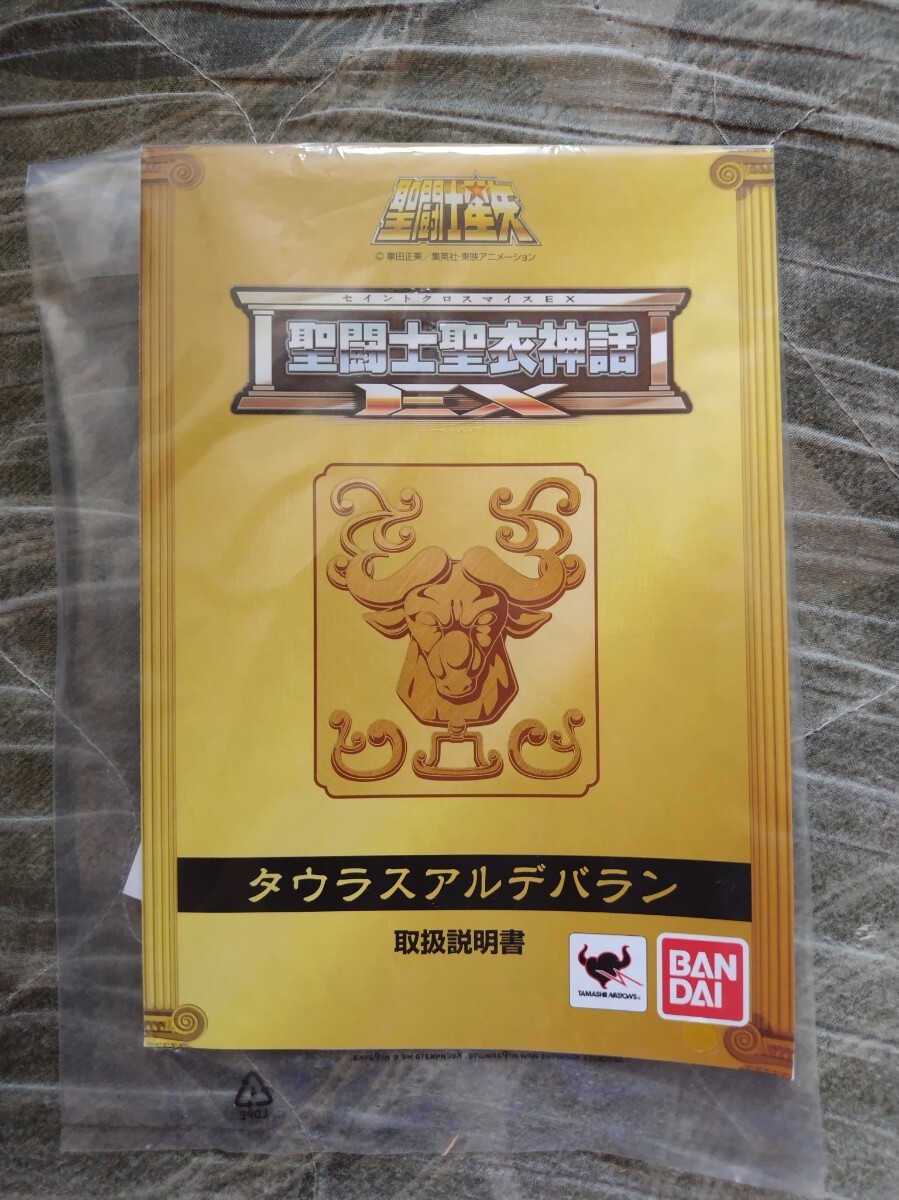 聖闘士星矢
© 車田正美／集英社・東映アニメーション
セイントクロスマイスEX
聖闘士聖衣神話
EX
タウラスアルデバラン
取扱説明書
TAMASHII NATIONS
BAN
DAI
LDPE